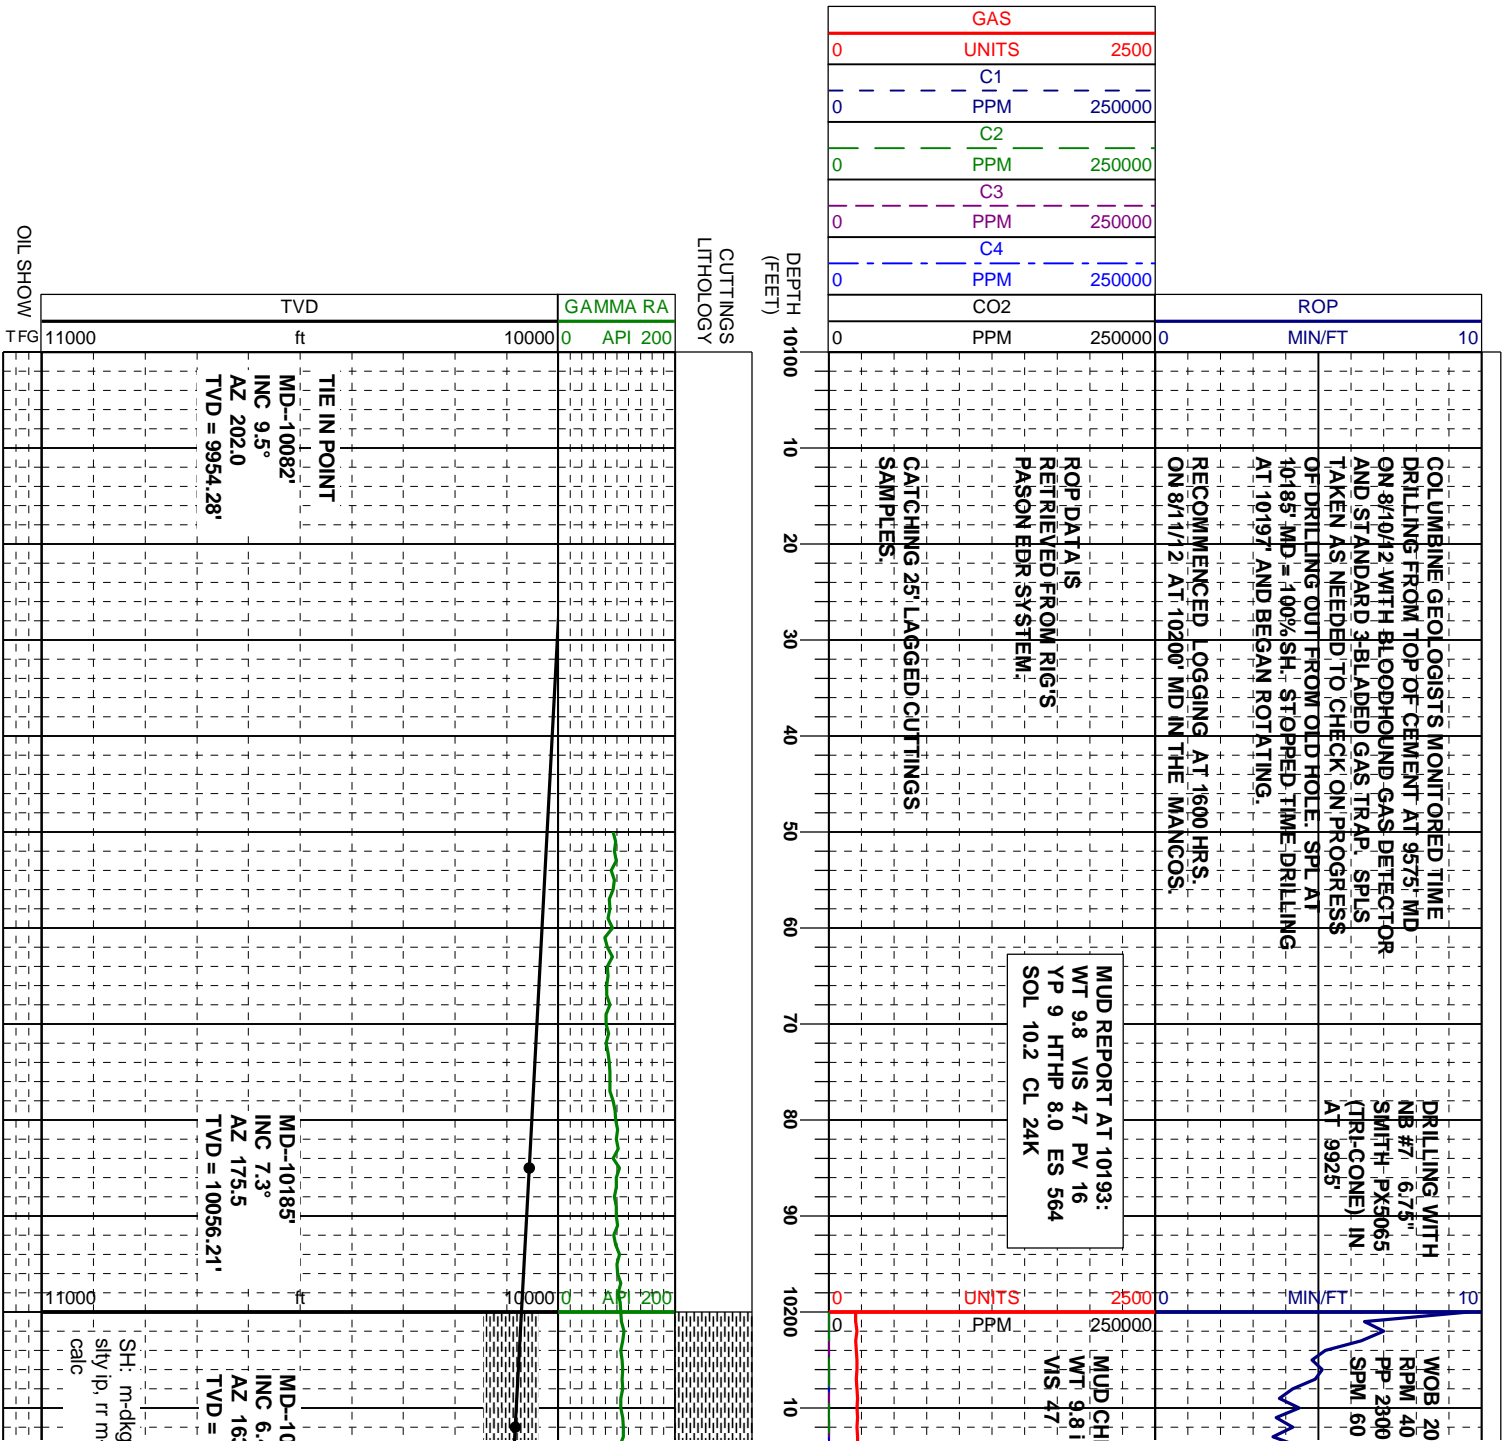 GAS
0 UNITS 2500
C1
0 PPM 250000
C2
0 PPM 250000
C3
0 PPM 250000
C4
0 PPM 250000
CO2
0 PPM 250000
ROP
0 MIN/FT 10
DEPTH
(FEET)
CUTTINGS
LITHOLOGY
OIL SHOW
T F G
TVD
11000 ft 10000
GAMMA RA
0 API 200
10100
10
20
30
40
50
60
70
80
90
10200
10
COLUMBINE GEOLOGISTS MONITORED TIME
DRILLING FROM TOP OF CEMENT AT 9575' MD
ON 8/10/12 WITH BLOODHOUND GAS DETECTOR
AND STANDARD 3-BLADED GAS TRAP. SPLS
TAKEN AS NEEDED TO CHECK ON PROGRESS
OF DRILLING OUT FROM OLD HOLE. SPL AT
10185' MD = 100% SH. STOPPED TIME DRILLING
AT 10197' AND BEGAN ROTATING.
RECOMMENCED LOGGING AT 1600 HRS.
ON 8/11/12 AT 10200' MD IN THE MANCOS.
ROP DATA IS
RETRIEVED FROM RIG'S
PASON EDR SYSTEM.
CATCHING 25' LAGGED CUTTINGS
SAMPLES.
DRILLING WITH
NB #7 6.75"
SMITH PX5065
(TRI-CONE) IN
AT 9925'
MUD REPORT AT 10193:
WT 9.8 VIS 47 PV 16
YP 9 HTHP 8.0 ES 564
SOL 10.2 CL 24K
TIE IN POINT
MD--10082'
INC 9.5°
AZ 202.0
TVD = 9954.28'
MD--10185'
INC 7.3°
AZ 175.5
TVD = 10056.21'
11000 ft 10000
0 API 200
0 UNITS 2500
0 PPM 250000
0 MIN/FT 10
WOB 20
RPM 40
PP 2300
SPM 60
MUD CH
WT 9.8 i
VIS 47
MD--10
INC 6.
AZ 16
TVD =
SH: m-dkg
slty ip, rr m-
calc